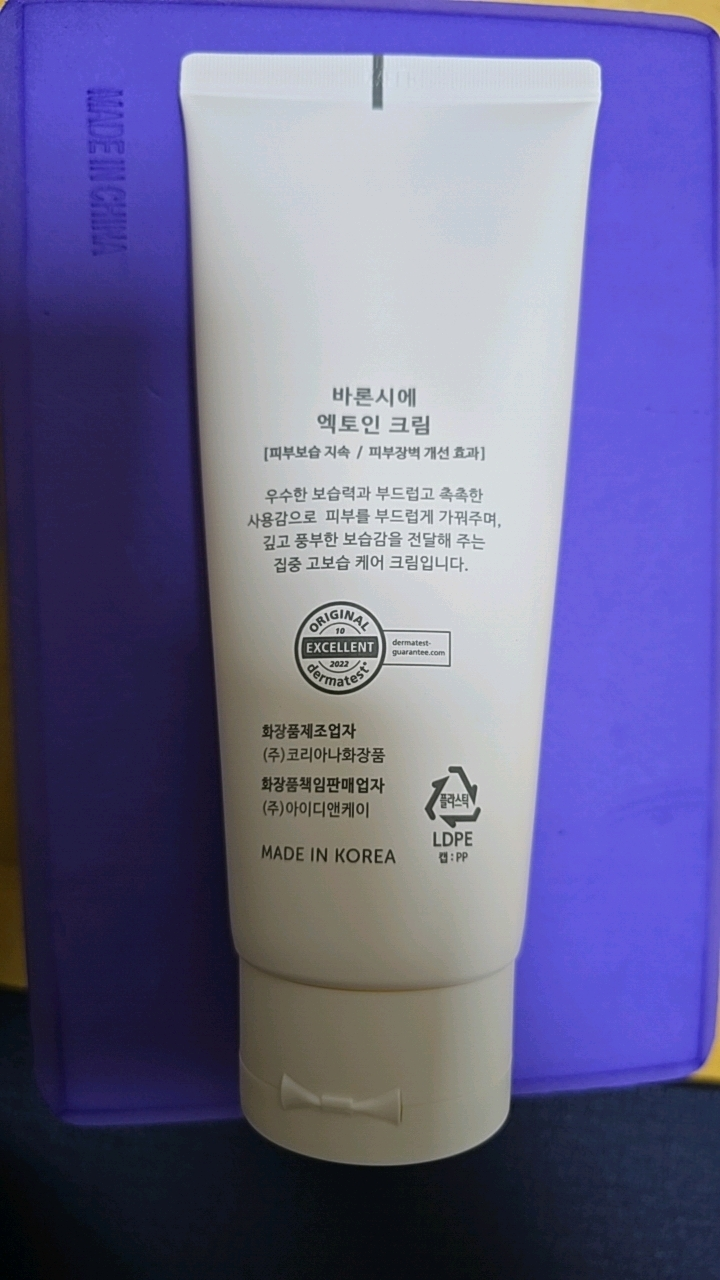 MADE IN CHINA
바론시에
엑토인 크림
[피부보습 지속 / 피부장벽 개선 효과]
우수한 보습력과 부드럽고 촉촉한
사용감으로 피부를 부드럽게 가꿔주며,
깊고 풍부한 보습감을 전달해 주는
집중 고보습 케어 크림입니다.
ORIGINAL
10
EXCELLENT
2022
dermatest®
dermatest-
guarantee.com
화장품제조업자
(주)코리아나화장품
화장품책임판매업자
(주)아이디앤케이
MADE IN KOREA
플라스틱
LDPE
캡 : PP